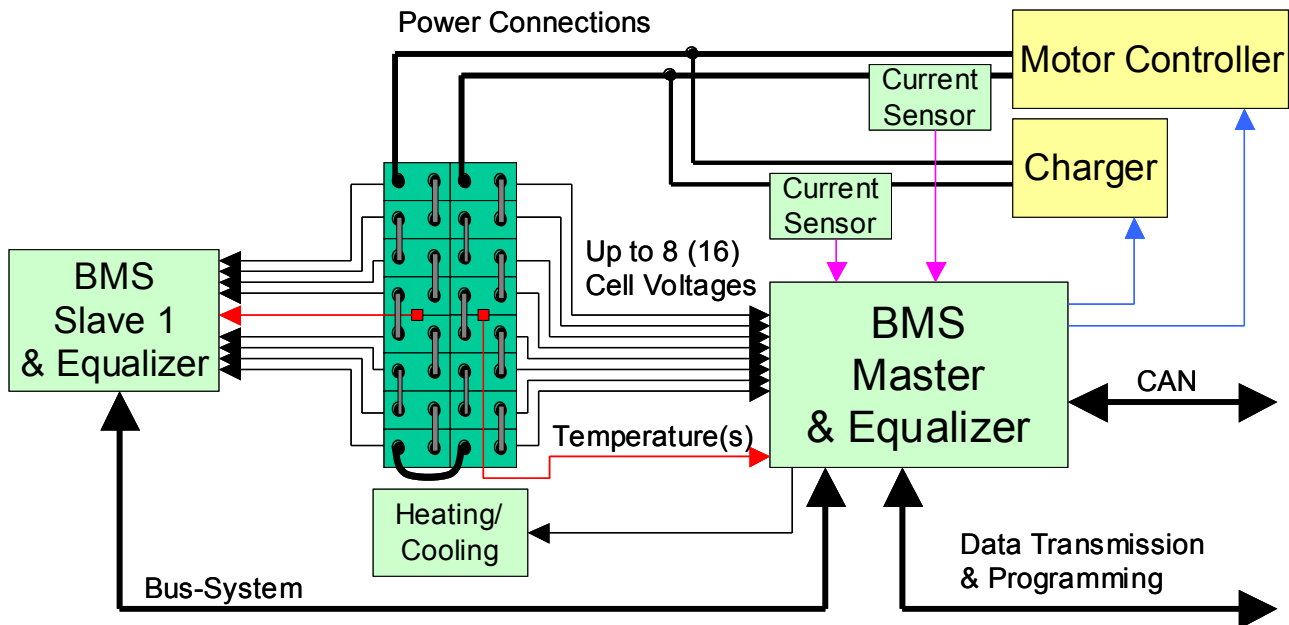 Power Connections
Motor Controller
Current
Sensor
Charger
Current
Sensor
Up to 8 (16)
Cell Voltages
BMS
Slave 1
& Equalizer
BMS
Master
& Equalizer
CAN
Temperature(s)
Heating/
Cooling
Data Transmission
& Programming
Bus-System